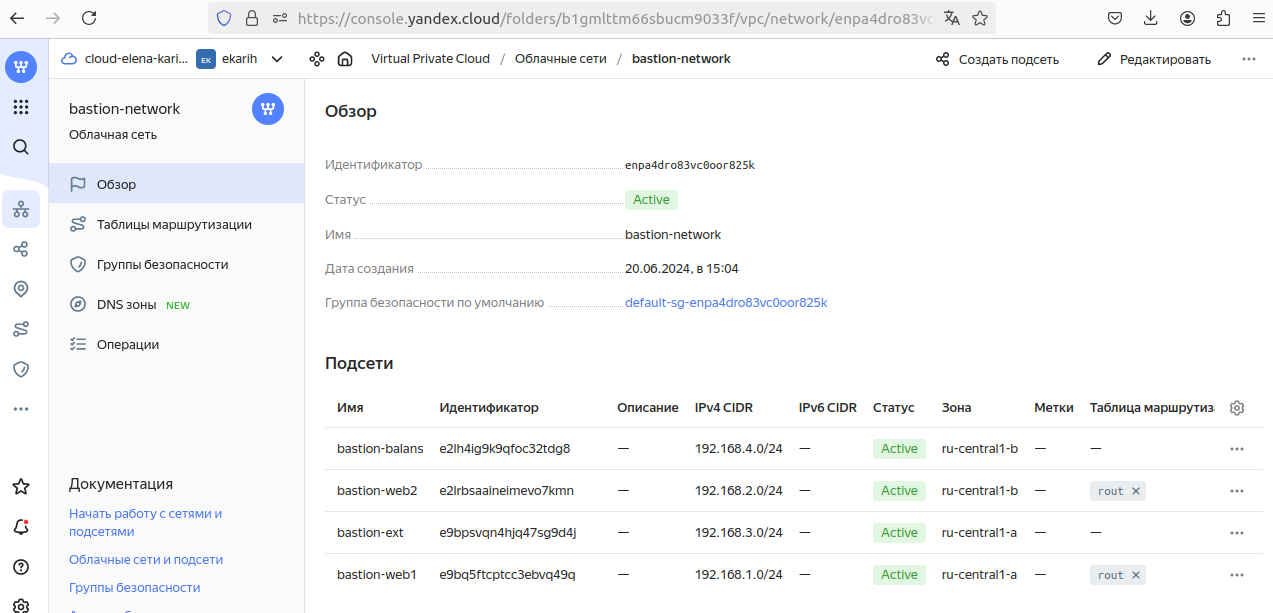 https://console.yandex.cloud/folders/b1gmlttm66sbucm9033f/vpc/network/enpa4dro83vc
cloud-elena-kari... EK ekarih Virtual Private Cloud / Облачные сети / bastion-network Создать подсеть Редактировать
bastion-network
Облачная сеть
Обзор
Таблицы маршрутизации
Группы безопасности
DNS зоны NEW
Операции
Документация
Начать работу с сетями и
подсетями
Облачные сети и подсети
Группы безопасности
Обзор
Идентификатор enpa4dro83vc0oor825k
Статус Active
Имя bastion-network
Дата создания 20.06.2024, в 15:04
Группа безопасности по умолчанию default-sg-enpa4dro83vc0oor825k
Подсети
Имя Идентификатор Описание IPv4 CIDR IPv6 CIDR Статус Зона Метки Таблица маршрутиз
bastion-balans e2lh4ig9k9qfoc32tdg8 — 192.168.4.0/24 — Active ru-central1-b — —
bastion-web2 e2lrbsaaineimevo7kmn — 192.168.2.0/24 — Active ru-central1-b — rout ×
bastion-ext e9bpsvqn4hjq47sg9d4j — 192.168.3.0/24 — Active ru-central1-a — —
bastion-web1 e9bq5ftcptcc3ebvq49q — 192.168.1.0/24 — Active ru-central1-a — rout ×